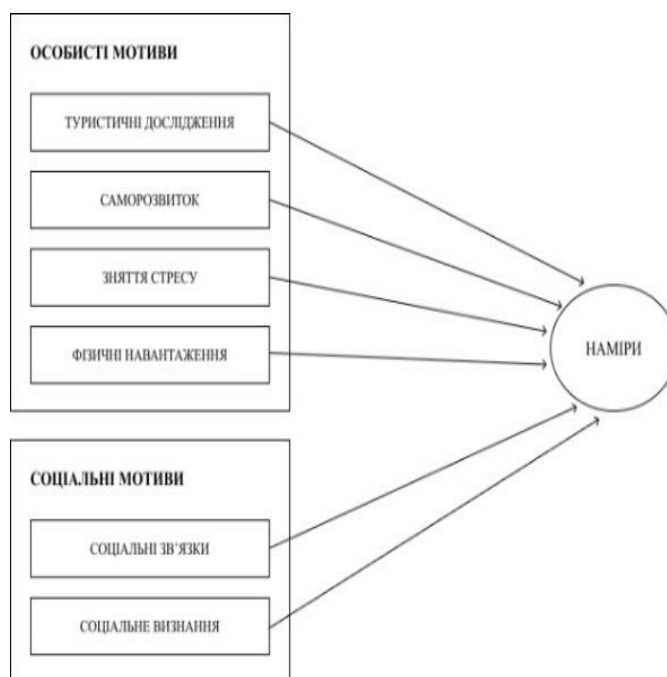 ОСОБИСТІ МОТИВИ
ТУРИСТИЧНІ ДОСЛІДЖЕННЯ
САМОРОЗВИТОК
ЗНЯТТЯ СТРЕСУ
ФІЗИЧНІ НАВАНТАЖЕННЯ
НАМІРИ
СОЦІАЛЬНІ МОТИВИ
СОЦІАЛЬНІ ЗВ'ЯЗКИ
СОЦІАЛЬНЕ ВИЗНАННЯ